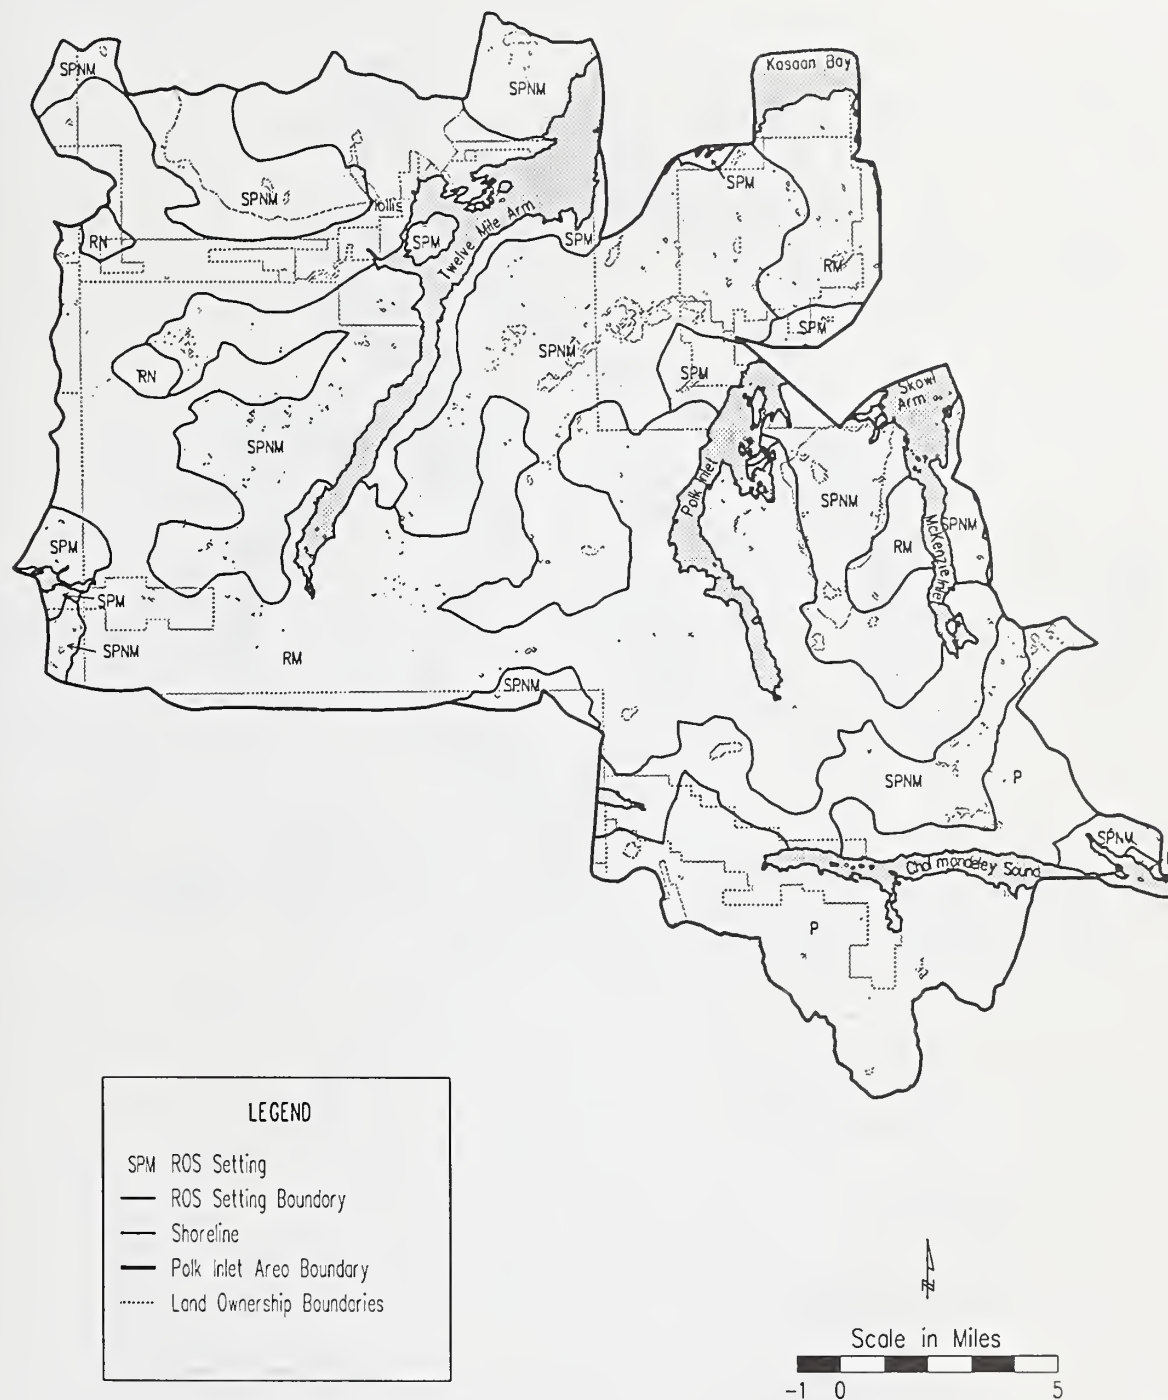 Kasaan Bay
SPNM
SPNM
SPM
SPNM
Hollis
RN
SPM
Twelve Mile Arm
SPM
RM
SPM
SPNM
SPM
RN
Skowl
Arm
SPNM
Polk Inlet
SPNM
McKenzie Inlet
SPNM
RM
SPM
SPM
SPNM
RM
SPNM
SPNM
P
SPNM
Cholmondeley Sound
P
LEGEND
SPM ROS Setting
ROS Setting Boundary
Shoreline
Polk Inlet Area Boundary
Land Ownership Boundaries
N
Scale in Miles
-1 0 5